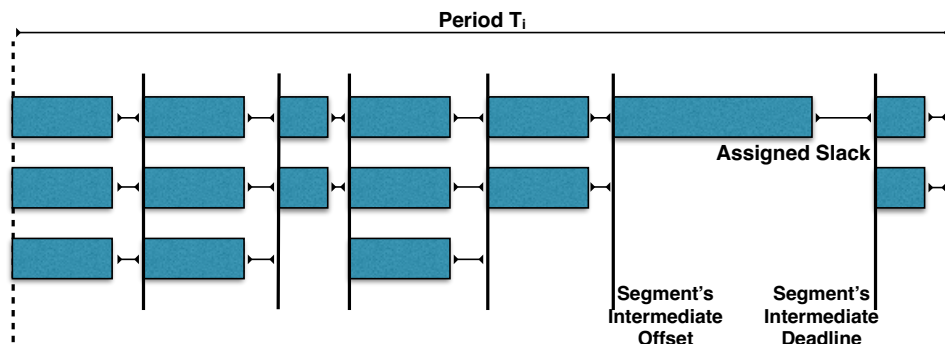 Period Ti
Assigned Slack
Segment's
Intermediate
Offset
Segment's
Intermediate
Deadline